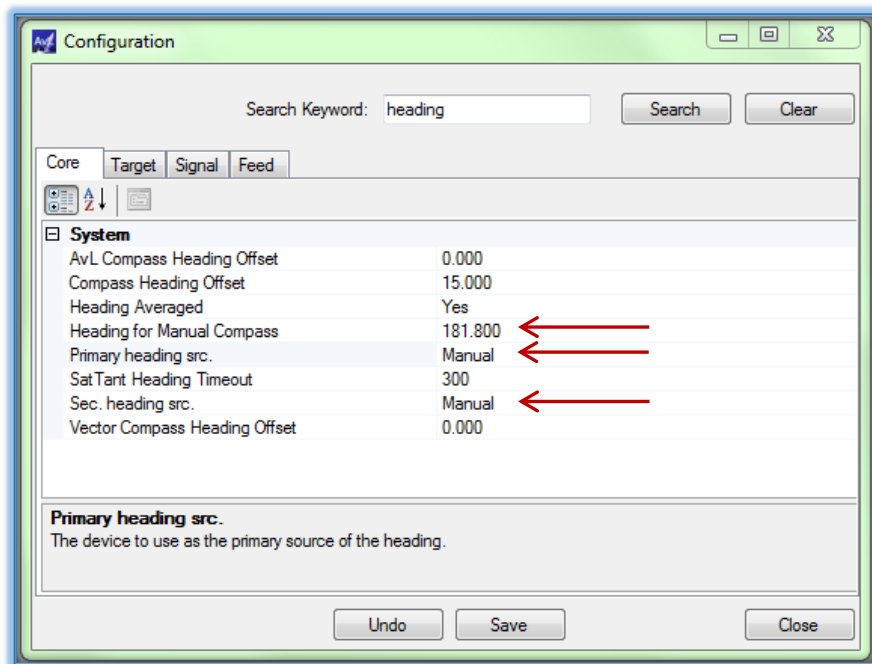 AvL Configuration
Search Keyword: heading Search Clear
Core Target Signal Feed
A Z
System
AvL Compass Heading Offset 0.000
Compass Heading Offset 15.000
Heading Averaged Yes
Heading for Manual Compass 181.800
Primary heading src. Manual
SatTant Heading Timeout 300
Sec. heading src. Manual
Vector Compass Heading Offset 0.000
Primary heading src.
The device to use as the primary source of the heading.
Undo Save Close